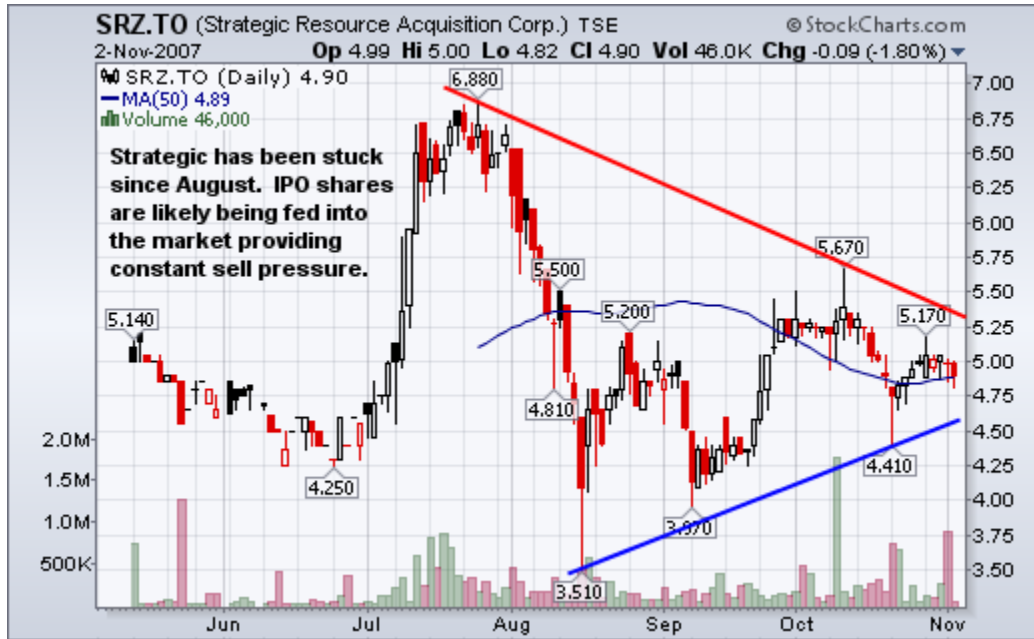 SRZ.TO (Strategic Resource Acquisition Corp.) TSE
© StockCharts.com
2-Nov-2007
Op 4.99 Hi 5.00 Lo 4.82 Cl 4.90 Vol 46.0K Chg -0.09 (-1.80%)
SRZ.TO (Daily) 4.90
MA(50) 4.89
Volume 46,000
Strategic has been stuck
since August. IPO shares
are likely being fed into
the market providing
constant sell pressure.
6.880
5.140
5.500
5.200
5.670
5.170
4.810
4.250
4.410
3.970
3.510
7.00
6.75
6.50
6.25
6.00
5.75
5.50
5.25
5.00
4.75
4.50
4.25
4.00
3.75
3.50
2.0M
1.5M
1.0M
500K
Jun Jul Aug Sep Oct Nov